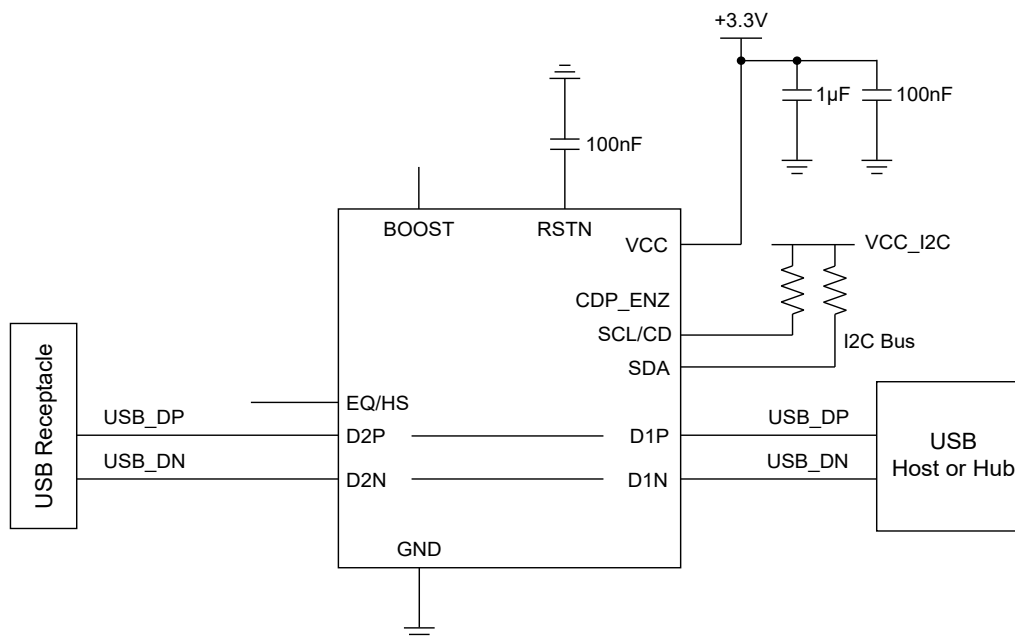 +3.3V
1µF
100nF
100nF
BOOST
RSTN
VCC
VCC_I2C
CDP_ENZ
SCL/CD
I2C Bus
SDA
USB Receptacle
EQ/HS
USB_DP
D2P
D1P
USB_DP
USB
Host or Hub
USB_DN
D2N
D1N
USB_DN
GND